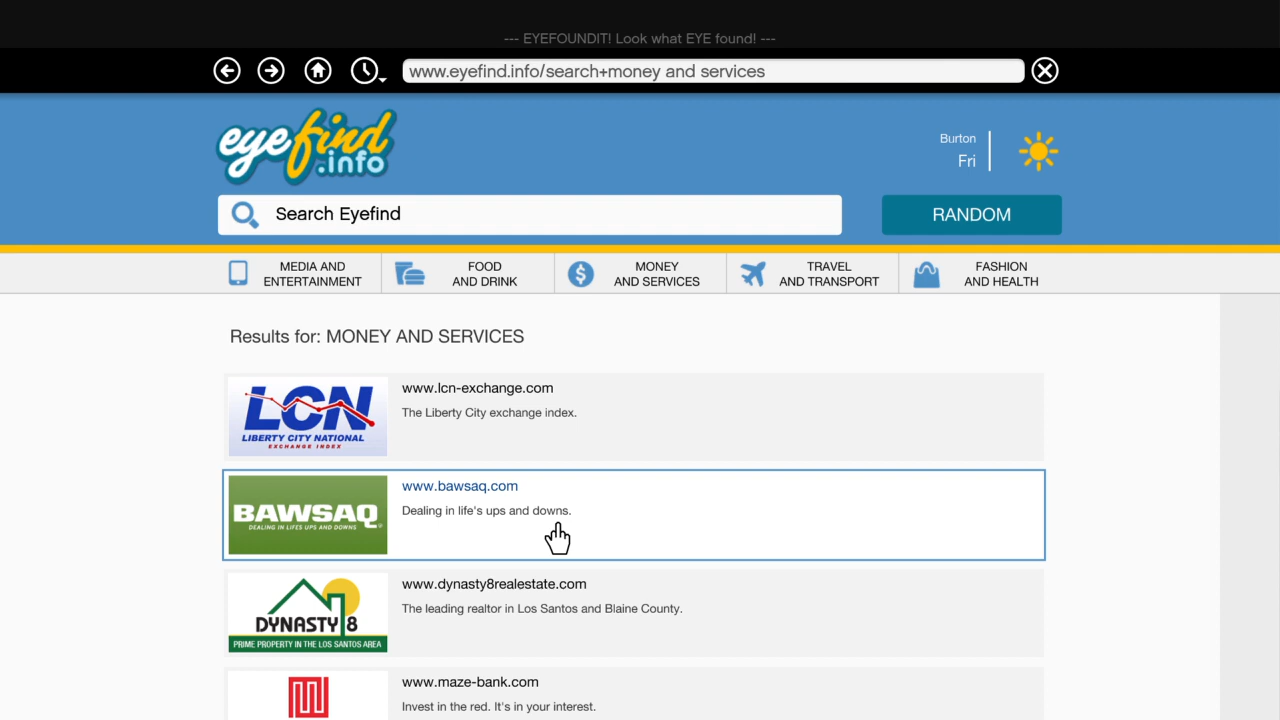 --- EYEFOUNDIT! Look what EYE found! ---
www.eyefind.info/search+money and services
eyefind
.info
Burton
Fri
Search Eyefind
RANDOM
MEDIA AND
ENTERTAINMENT
FOOD
AND DRINK
MONEY
AND SERVICES
TRAVEL
AND TRANSPORT
FASHION
AND HEALTH
Results for: MONEY AND SERVICES
LCN
LIBERTY CITY NATIONAL
EXCHANGE INDEX
www.lcn-exchange.com
The Liberty City exchange index.
BAWSAQ
DEALING IN LIFES UPS AND DOWNS
www.bawsaq.com
Dealing in life's ups and downs.
DYNASTY 8
PRIME PROPERTY IN THE LOS SANTOS AREA
www.dynasty8realestate.com
The leading realtor in Los Santos and Blaine County.
www.maze-bank.com
Invest in the red. It's in your interest.